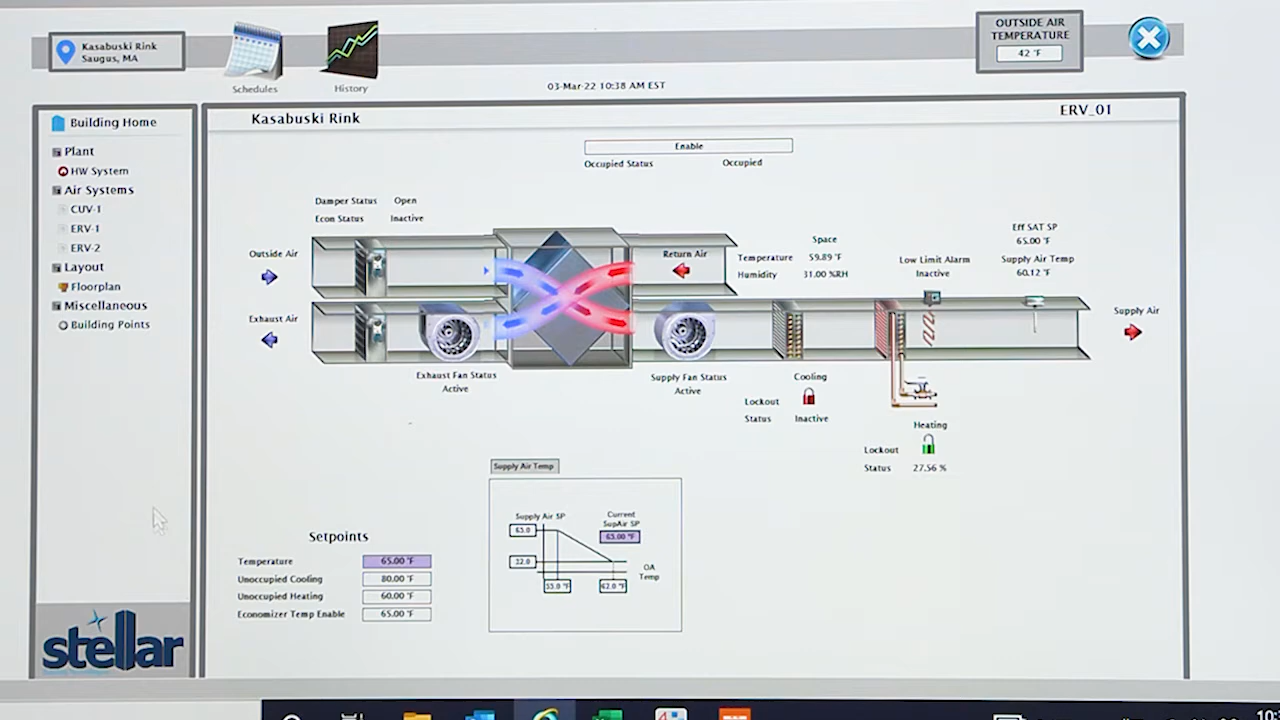 Kasabuski Rink
Saugus, MA
Schedules
History
OUTSIDE AIR
TEMPERATURE
42 °F
03-Mar-22 10:38 AM EST
Building Home
Plant
HW System
Air Systems
CUV-1
ERV-1
ERV-2
Layout
Floorplan
Miscellaneous
Building Points
stellar
Kasabuski Rink
ERV_01
Enable
Occupied Status Occupied
Damper Status Open
Econ Status Inactive
Outside Air
Return Air
Exhaust Air
Space
Temperature 59.89 °F
Humidity 31.00 %RH
Low Limit Alarm
Inactive
Eff SAT SP
65.00 °F
Supply Air Temp
60.12 °F
Supply Air
Exhaust Fan Status
Active
Supply Fan Status
Active
Cooling
Lockout
Status Inactive
Heating
Lockout
Status 27.56 %
Setpoints
Temperature 65.00 °F
Unoccupied Cooling 80.00 °F
Unoccupied Heating 60.00 °F
Economizer Temp Enable 65.00 °F
Supply Air Temp
Supply Air SP
Current
SupAir SP
65.00 °F
OA
Temp